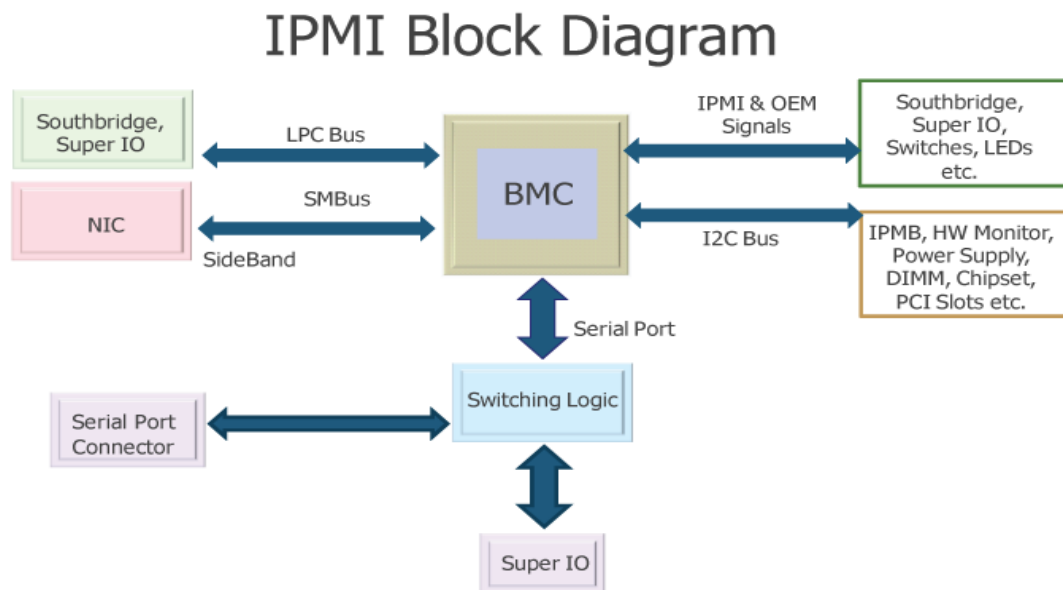 IPMI Block Diagram
Southbridge,
Super IO
LPC Bus
NIC
SMBus
SideBand
BMC
IPMI & OEM
Signals
Southbridge,
Super IO,
Switches, LEDs
etc.
I2C Bus
IPMB, HW Monitor,
Power Supply,
DIMM, Chipset,
PCI Slots etc.
Serial Port
Switching Logic
Serial Port
Connector
Super IO